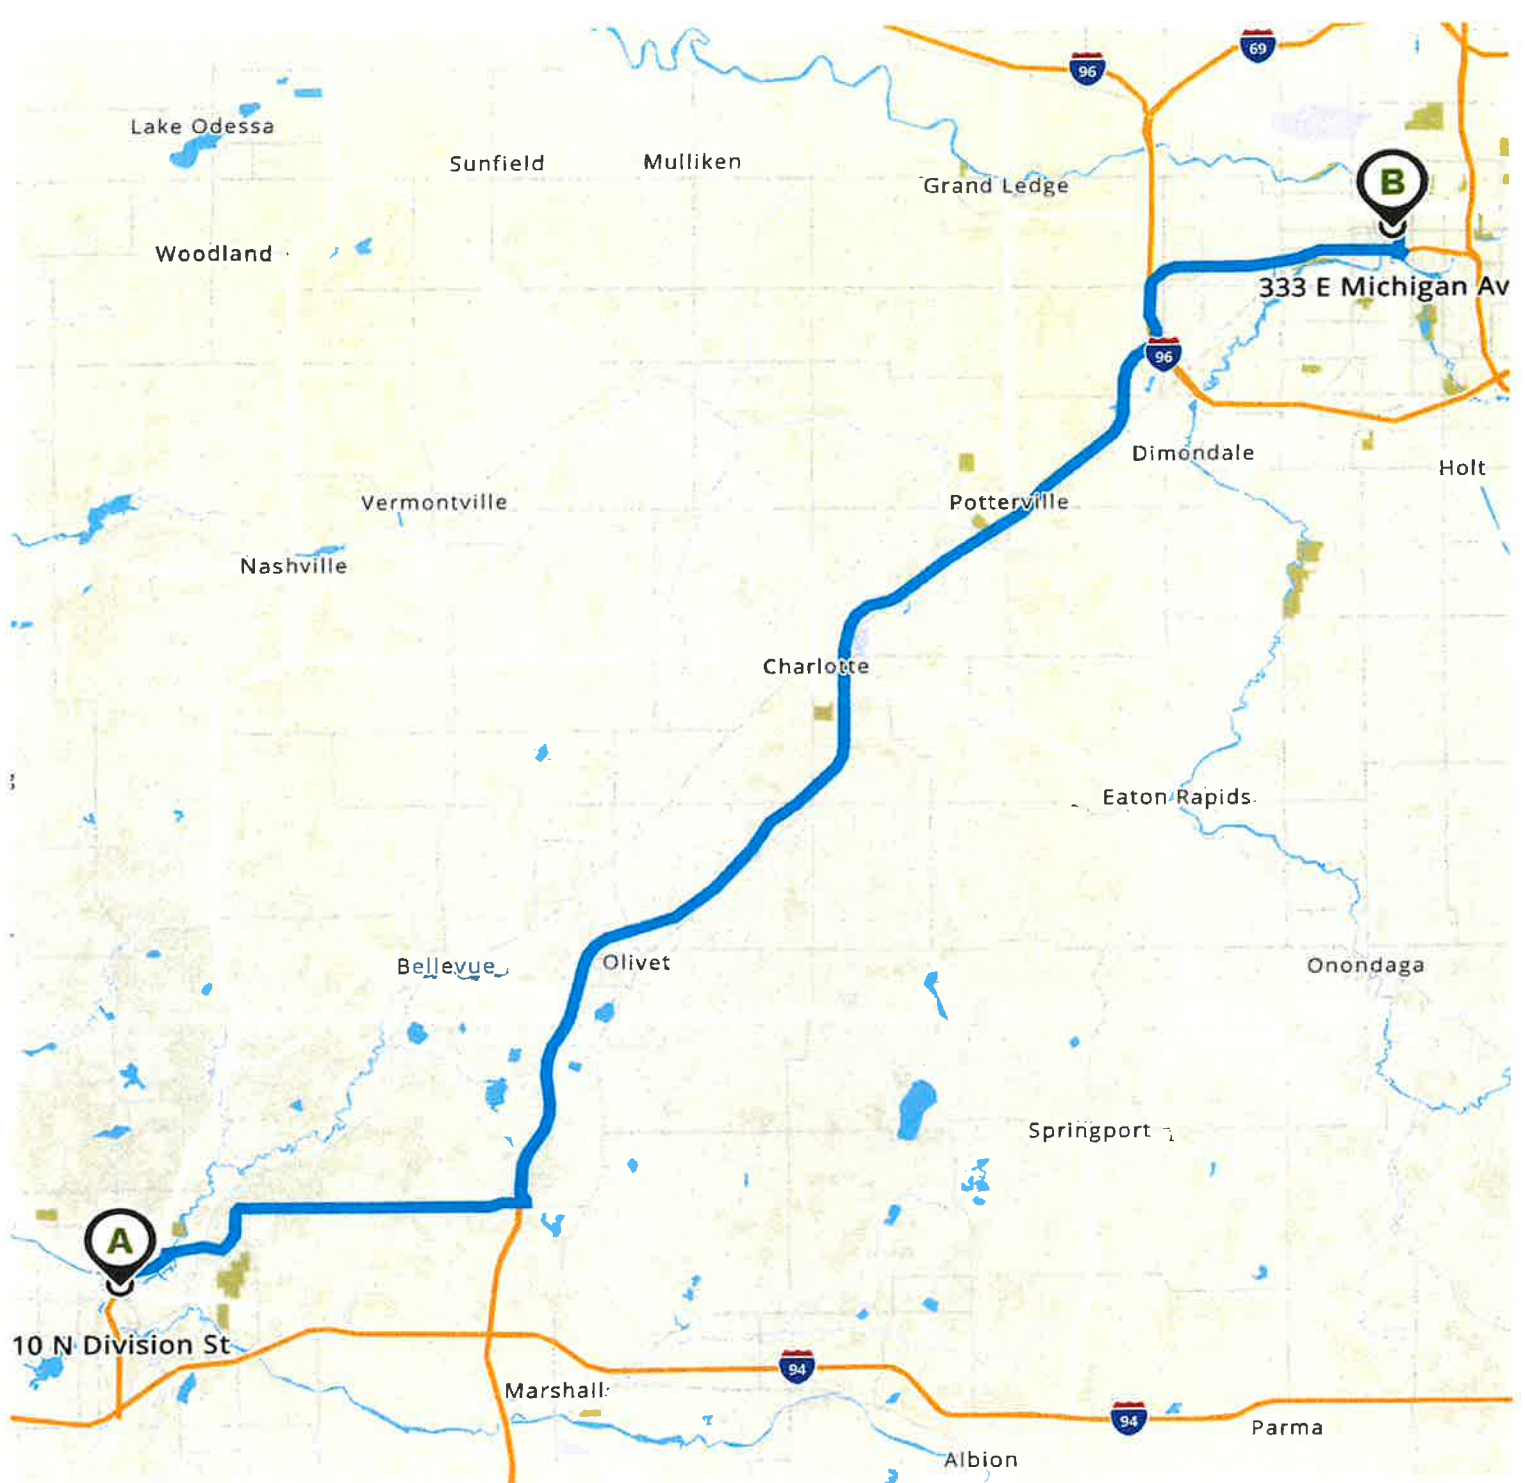 69
96
Lake Odessa
Sunfield
Mulliken
Grand Ledge
B
Woodland
333 E Michigan Av
96
Dimondale
Holt
Vermontville
Potterville
Nashville
Charlotte
Eaton Rapids
Bellevue
Olivet
Onondaga
Springport
A
10 N Division St
94
Marshall
94
Parma
Albion